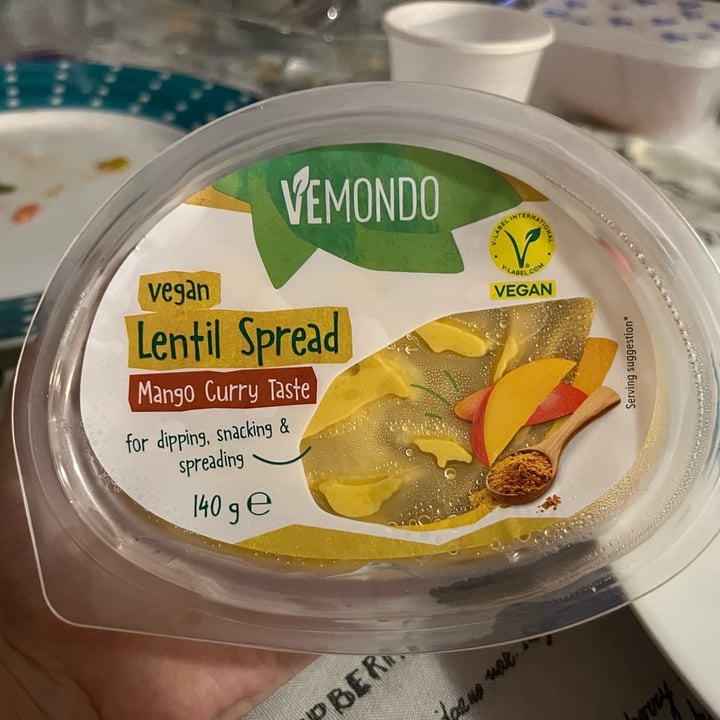 VEMONDO
V-LABEL INTERNATIONAL
V-LABEL.COM
VEGAN
vegan
Lentil Spread
Mango Curry Taste
for dipping, snacking &
spreading
140 g ℮
Serving suggestion*